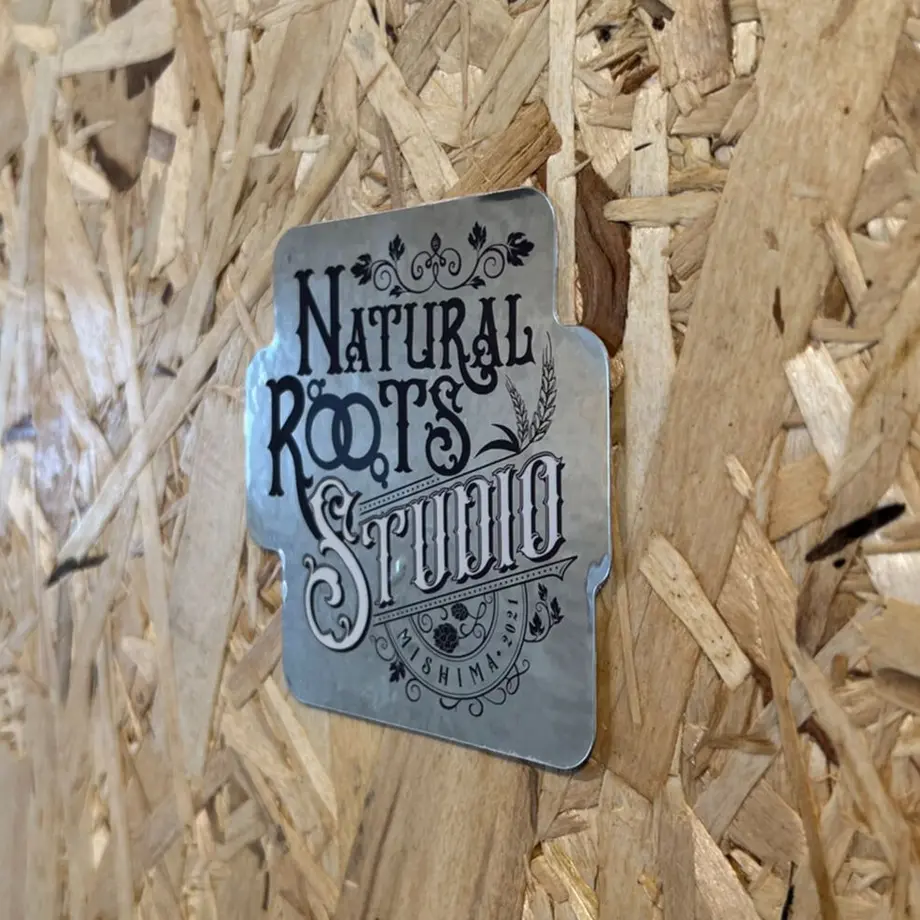 NATURAL
ROOTS
STUDIO
MISHIMA • 2021